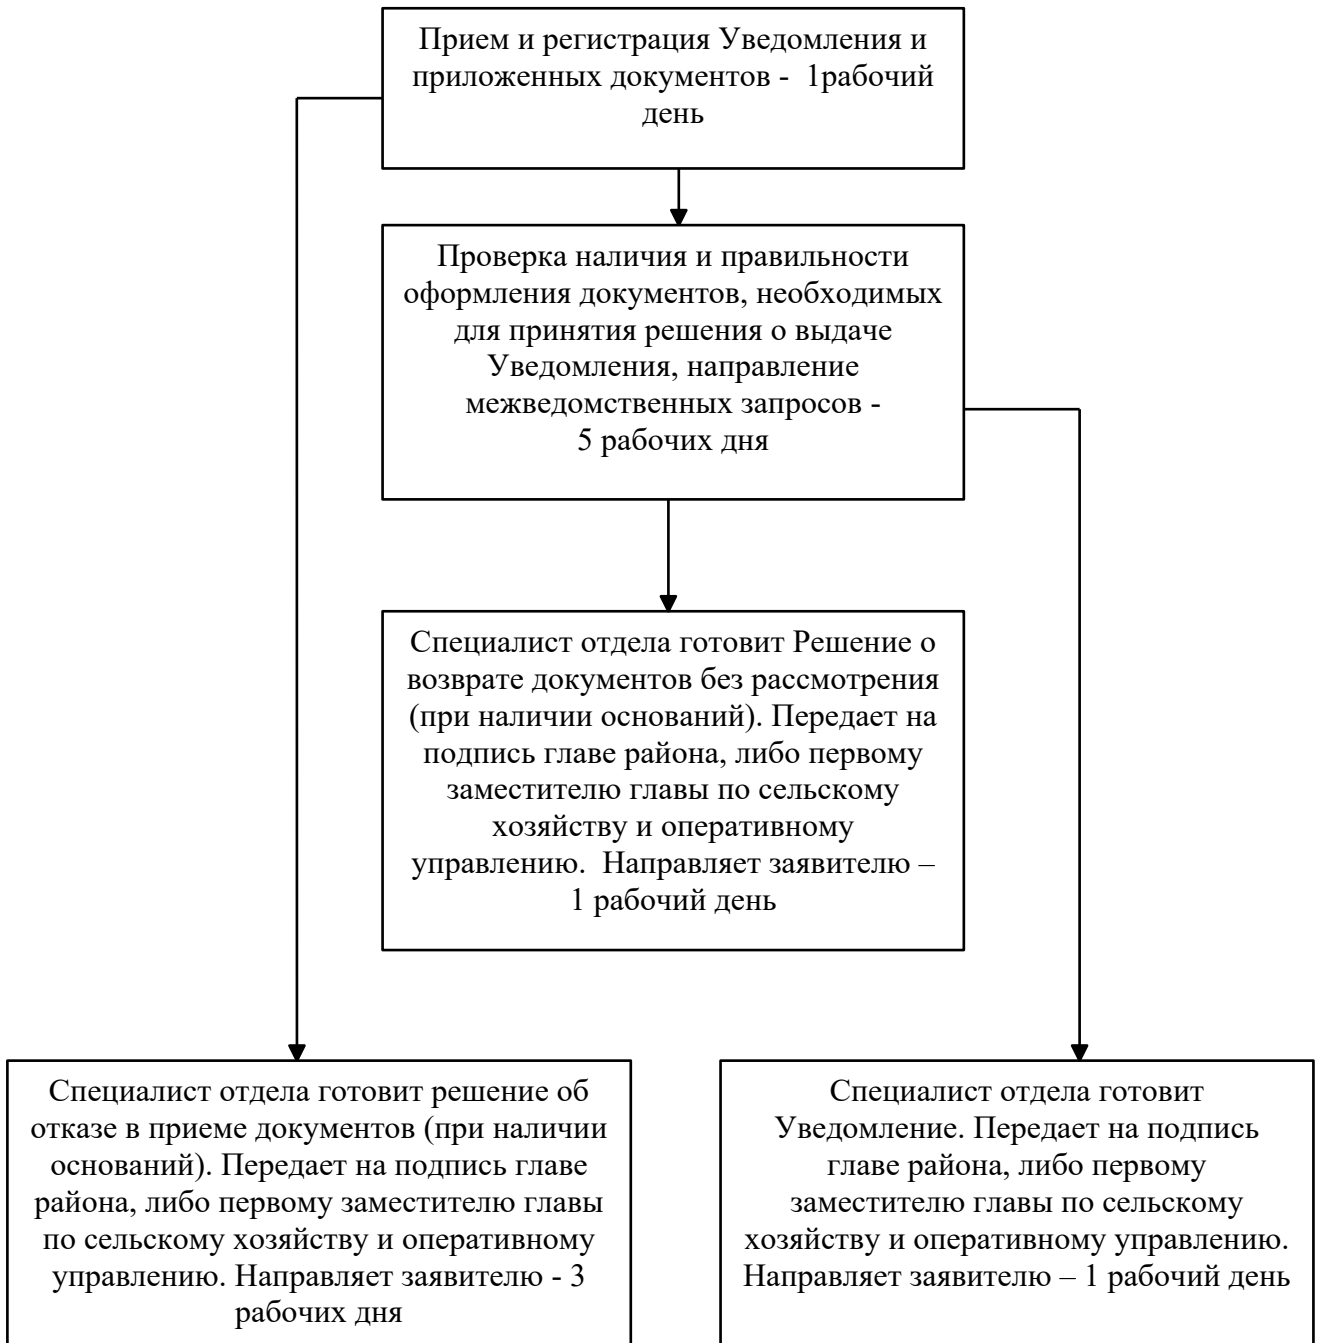 Прием и регистрация Уведомления и
приложенных документов -  1рабочий
день
Проверка наличия и правильности
оформления документов, необходимых
для принятия решения о выдаче
Уведомления, направление
межведомственных запросов -
5 рабочих дня
Специалист отдела готовит Решение о
возврате документов без рассмотрения
(при наличии оснований). Передает на
подпись главе района, либо первому
заместителю главы по сельскому
хозяйству и оперативному
управлению.  Направляет заявителю –
1 рабочий день
Специалист отдела готовит решение об
отказе в приеме документов (при наличии
оснований). Передает на подпись главе
района, либо первому заместителю главы
по сельскому хозяйству и оперативному
управлению. Направляет заявителю - 3
рабочих дня
Специалист отдела готовит
Уведомление. Передает на подпись
главе района, либо первому
заместителю главы по сельскому
хозяйству и оперативному управлению.
Направляет заявителю – 1 рабочий день